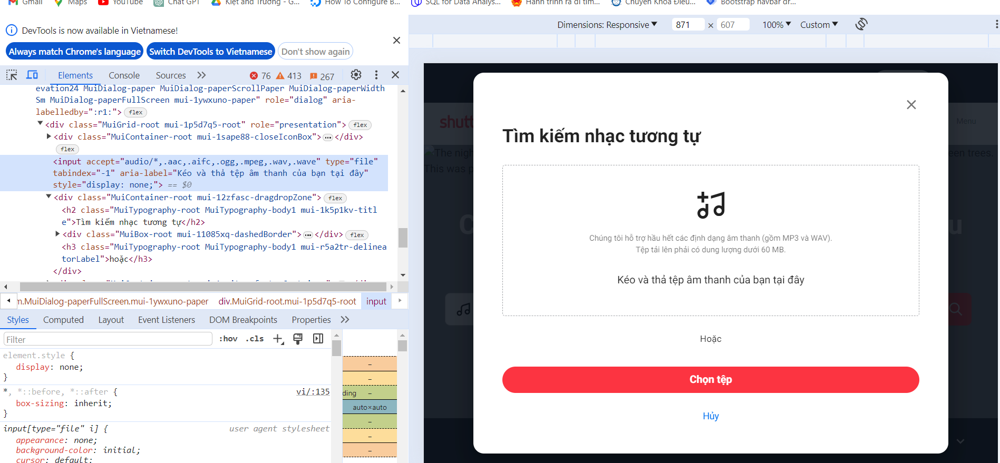 Gmail Maps YouTube Chat GPT Kiệt and Trường - G... How To Configure B... SQL for Data Analys... Hành trình ra đi tìm... Chuyên Khoa Điều... Bootstrap navbar dr...
DevTools is now available in Vietnamese!
Always match Chrome's language Switch DevTools to Vietnamese Don't show again
Elements Console Sources 76 413 267
evation24 MuiDialog-paper MuiDialog-paperScrollPaper MuiDialog-paperWidth
Sm MuiDialog-paperFullScreen mui-1ywxuno-paper" role="dialog" aria-
labelledby=":r1:"> flex
<div class="MuiGrid-root mui-1p5d7q5-root" role="presentation"> flex
<div class="MuiContainer-root mui-1sape88-closeIconBox"> … </div>
flex
<input accept="audio/*,.aac,.aifc,.ogg,.mpeg,.wav,.wave" type="file"
tabindex="-1" aria-label="Kéo và thả tệp âm thanh của bạn tại đây"
style="display: none;"> == $0
<div class="MuiContainer-root mui-12zfasc-dragdropZone"> flex
<h2 class="MuiTypography-root MuiTypography-body1 mui-1k5p1kv-titl
e">Tìm kiếm nhạc tương tự</h2>
<div class="MuiBox-root mui-11085xq-dashedBorder"> … </div> flex
<h3 class="MuiTypography-root MuiTypography-body1 mui-r5a2tr-delinea
torLabel">hoặc</h3>
</div>
m.MuiDialog-paperFullScreen.mui-1ywxuno-paper div.MuiGrid-root.mui-1p5d7q5-root input
Styles Computed Layout Event Listeners DOM Breakpoints Properties
Filter :hov .cls
element.style {
display: none;
}
*, *::before, *::after { vi/:135
box-sizing: inherit;
}
input[type="file" i] { user agent stylesheet
appearance: none;
background-color: initial;
cursor: default;
–
–
ding –
auto×auto
–
–
–
Dimensions: Responsive 871 × 607 100% Custom
shutt
Menu
The nigh
een trees.
This was p
C
u
Tìm kiếm nhạc tương tự
Chúng tôi hỗ trợ hầu hết các định dạng âm thanh (gồm MP3 và WAV).
Tệp tải lên phải có dung lượng dưới 60 MB.
Kéo và thả tệp âm thanh của bạn tại đây
Hoặc
Chọn tệp
Hủy